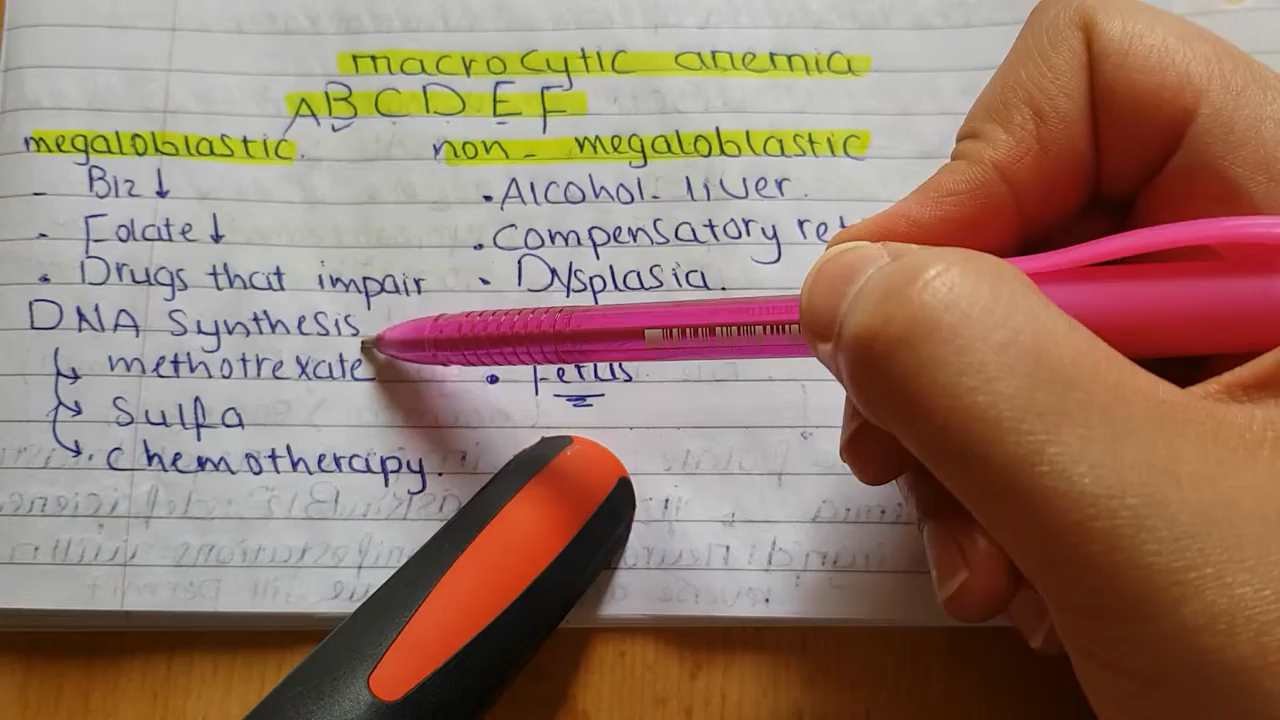 macrocytic anemia
ABCDEF
megaloblastic.
- B12 ↓
- Folate ↓
• Drugs that impair
DNA Synthesis
↳ methotrexate
↳ Sulfa
↳ chemotherapy.
non - megaloblastic
• Alcohol - liver.
• Compensatory
• Dysplasia.
• Fetus